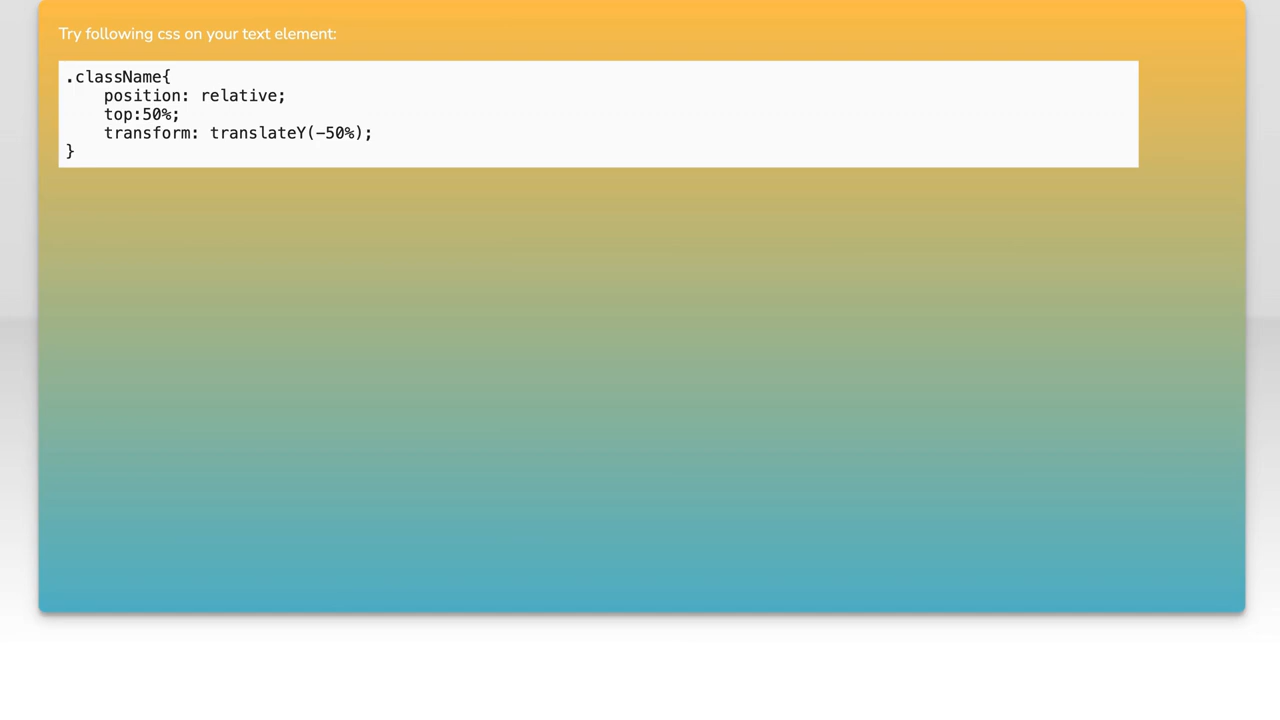 Try following css on your text element:
.className{
    position: relative;
    top:50%;
    transform: translateY(-50%);
}